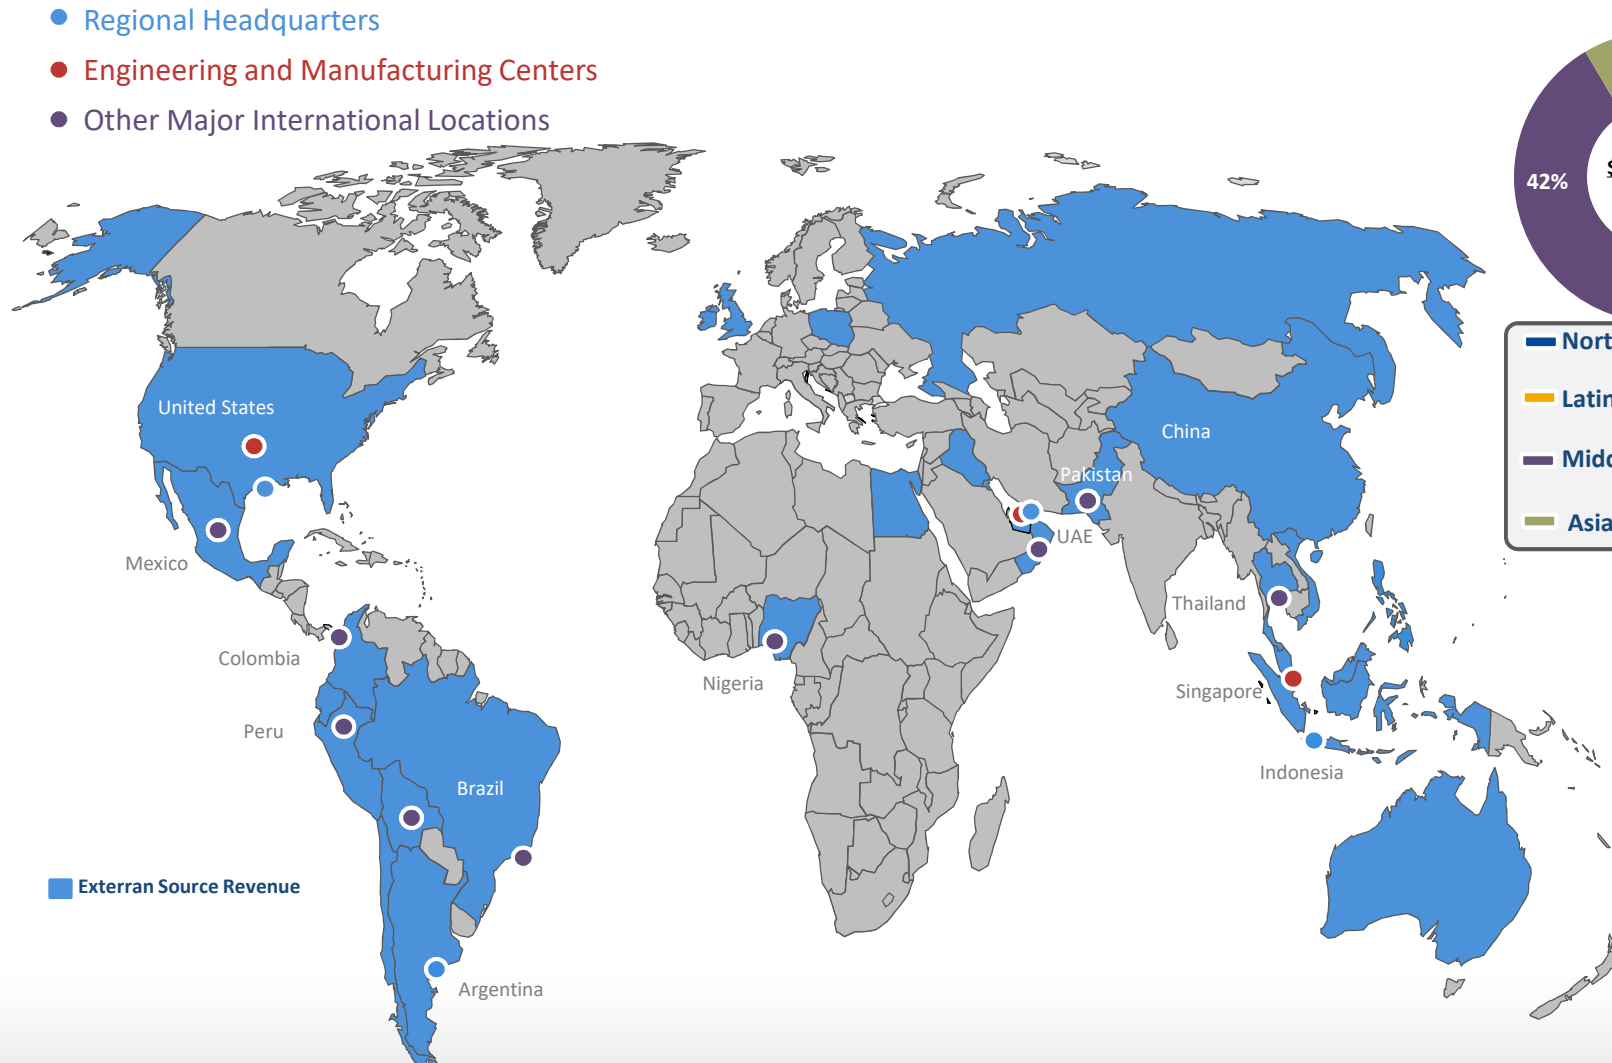 Regional Headquarters
Engineering and Manufacturing Centers
Other Major International Locations
42%
$
Nort
Latin
Midd
Asia
United States
China
Pakistan
UAE
Mexico
Thailand
Colombia
Nigeria
Singapore
Peru
Indonesia
Brazil
Exterran Source Revenue
Argentina